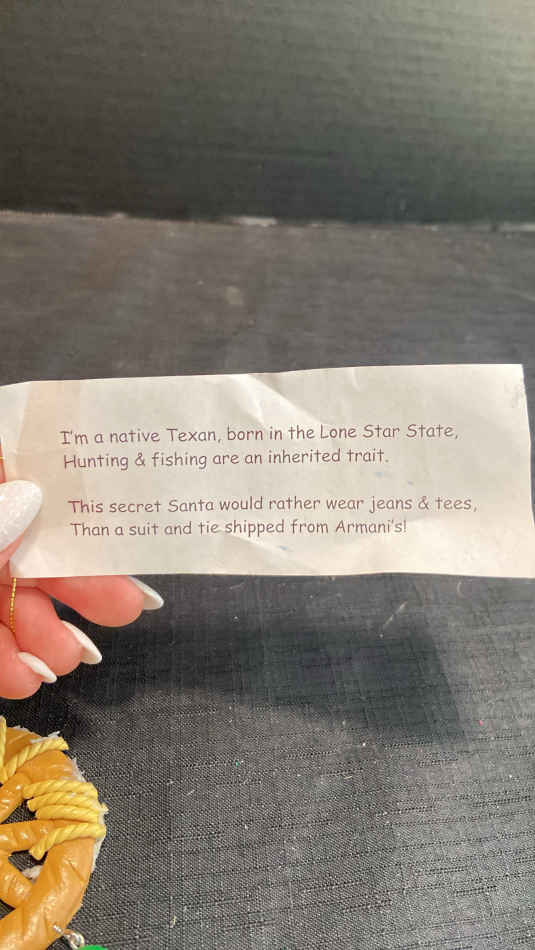 I'm a native Texan, born in the Lone Star State,
Hunting & fishing are an inherited trait.
This secret Santa would rather wear jeans & tees,
Than a suit and tie shipped from Armani's!